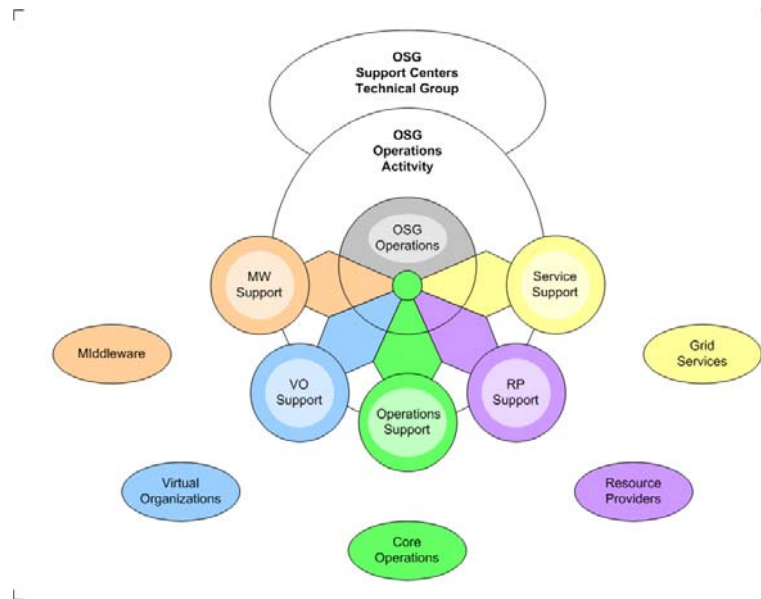 OSG
Support Centers
Technical Group
OSG
Operations
Actitvity
OSG
Operations
MW
Support
Service
Support
MIddleware
Grid
Services
VO
Support
RP
Support
Operations
Support
Virtual
Organizations
Resource
Providers
Core
Operations